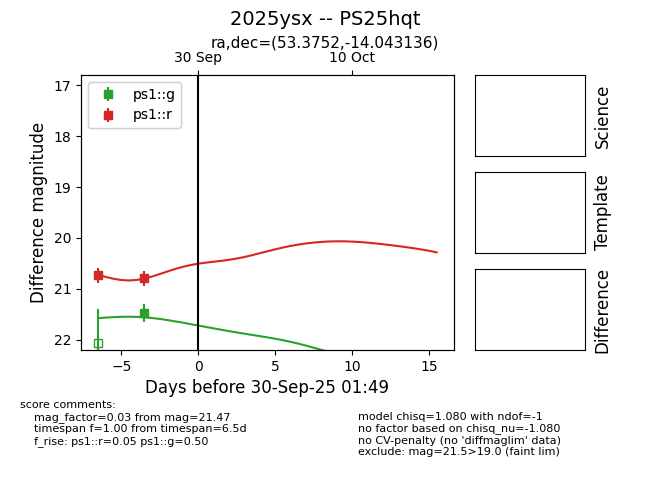 2025ysx -- PS25hqt
ra,dec=(53.3752,-14.043136)
30 Sep
10 Oct
ps1::g
ps1::r
17
18
19
20
21
22
Difference magnitude
−5
0
5
10
15
Days before 30-Sep-25 01:49
Science
Template
Difference
score comments:
mag_factor=0.03 from mag=21.47
timespan f=1.00 from timespan=6.5d
f_rise: ps1::r=0.05 ps1::g=0.50
model chisq=1.080 with ndof=-1
no factor based on chisq_nu=-1.080
no CV-penalty (no 'diffmaglim' data)
exclude: mag=21.5>19.0 (faint lim)